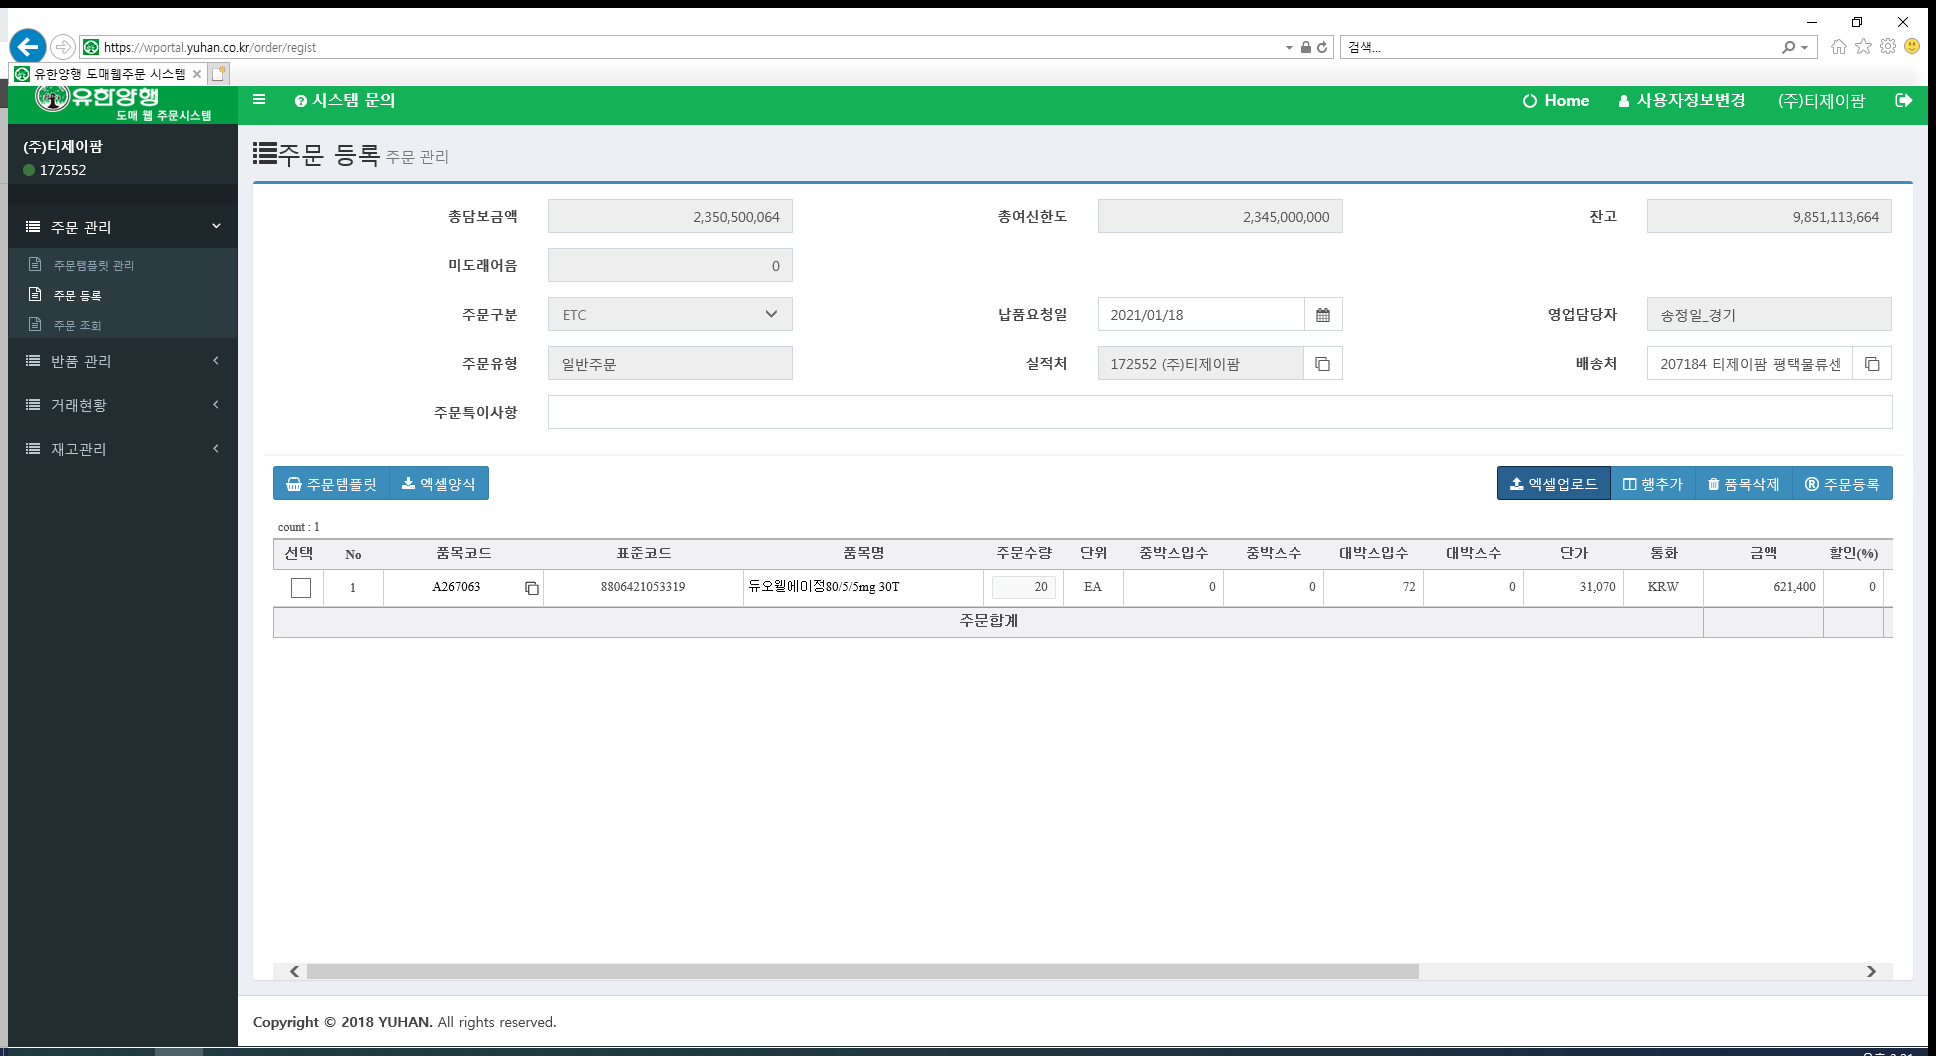 https://wportal.yuhan.co.kr/order/regist
검색...
유한양행 도매웹주문 시스템
유한양행
도매 웹 주문시스템
시스템 문의
Home
사용자정보변경
(주)티제이팜
(주)티제이팜
172552
주문 관리
주문템플릿 관리
주문 등록
주문 조회
반품 관리
거래현황
재고관리
주문 등록 주문 관리
총담보금액 2,350,500,064 총여신한도 2,345,000,000 잔고 9,851,113,664
미도래어음 0
주문구분 ETC 납품요청일 2021/01/18 영업담당자 송정일_경기
주문유형 일반주문 실적처 172552 (주)티제이팜 배송처 207184 티제이팜 평택물류센
주문특이사항
주문템플릿 엑셀양식 엑셀업로드 행추가 품목삭제 주문등록
count : 1
선택 No 품목코드 표준코드 품목명 주문수량 단위 중박스입수 중박스수 대박스입수 대박스수 단가 통화 금액 할인(%)
1 A267063 8806421053319 듀오웰에이정80/5/5mg 30T 20 EA 0 0 72 0 31,070 KRW 621,400 0
주문합계
Copyright © 2018 YUHAN. All rights reserved.